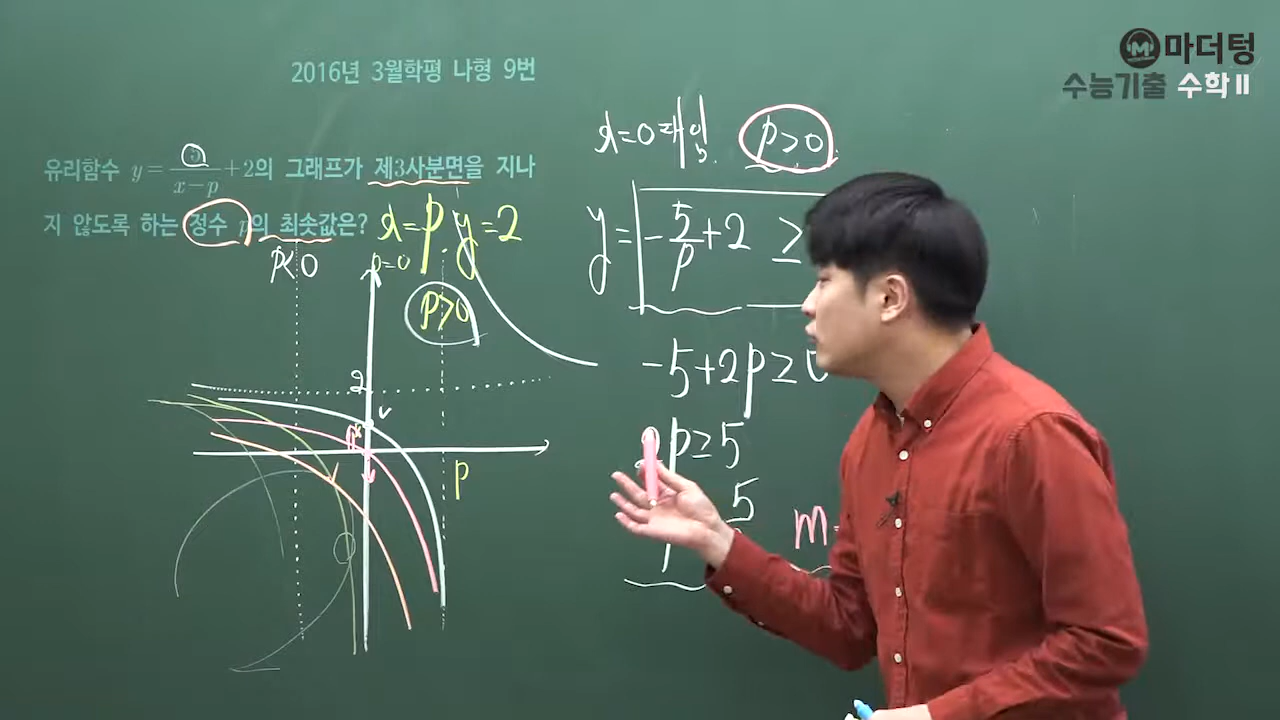 마더텅
수능기출 수학Ⅱ
2016년 3월학평 나형 9번
유리함수 y = 5/(x-p) + 2의 그래프가 제3사분면을 지나
지 않도록 하는 정수 p의 최솟값은?
x=p, y=2
p<0
p=0
p>0
2
p
x=0 대입
p>0
y= -5/p+2 ≥
-5+2p≥0
p≥5
5
m